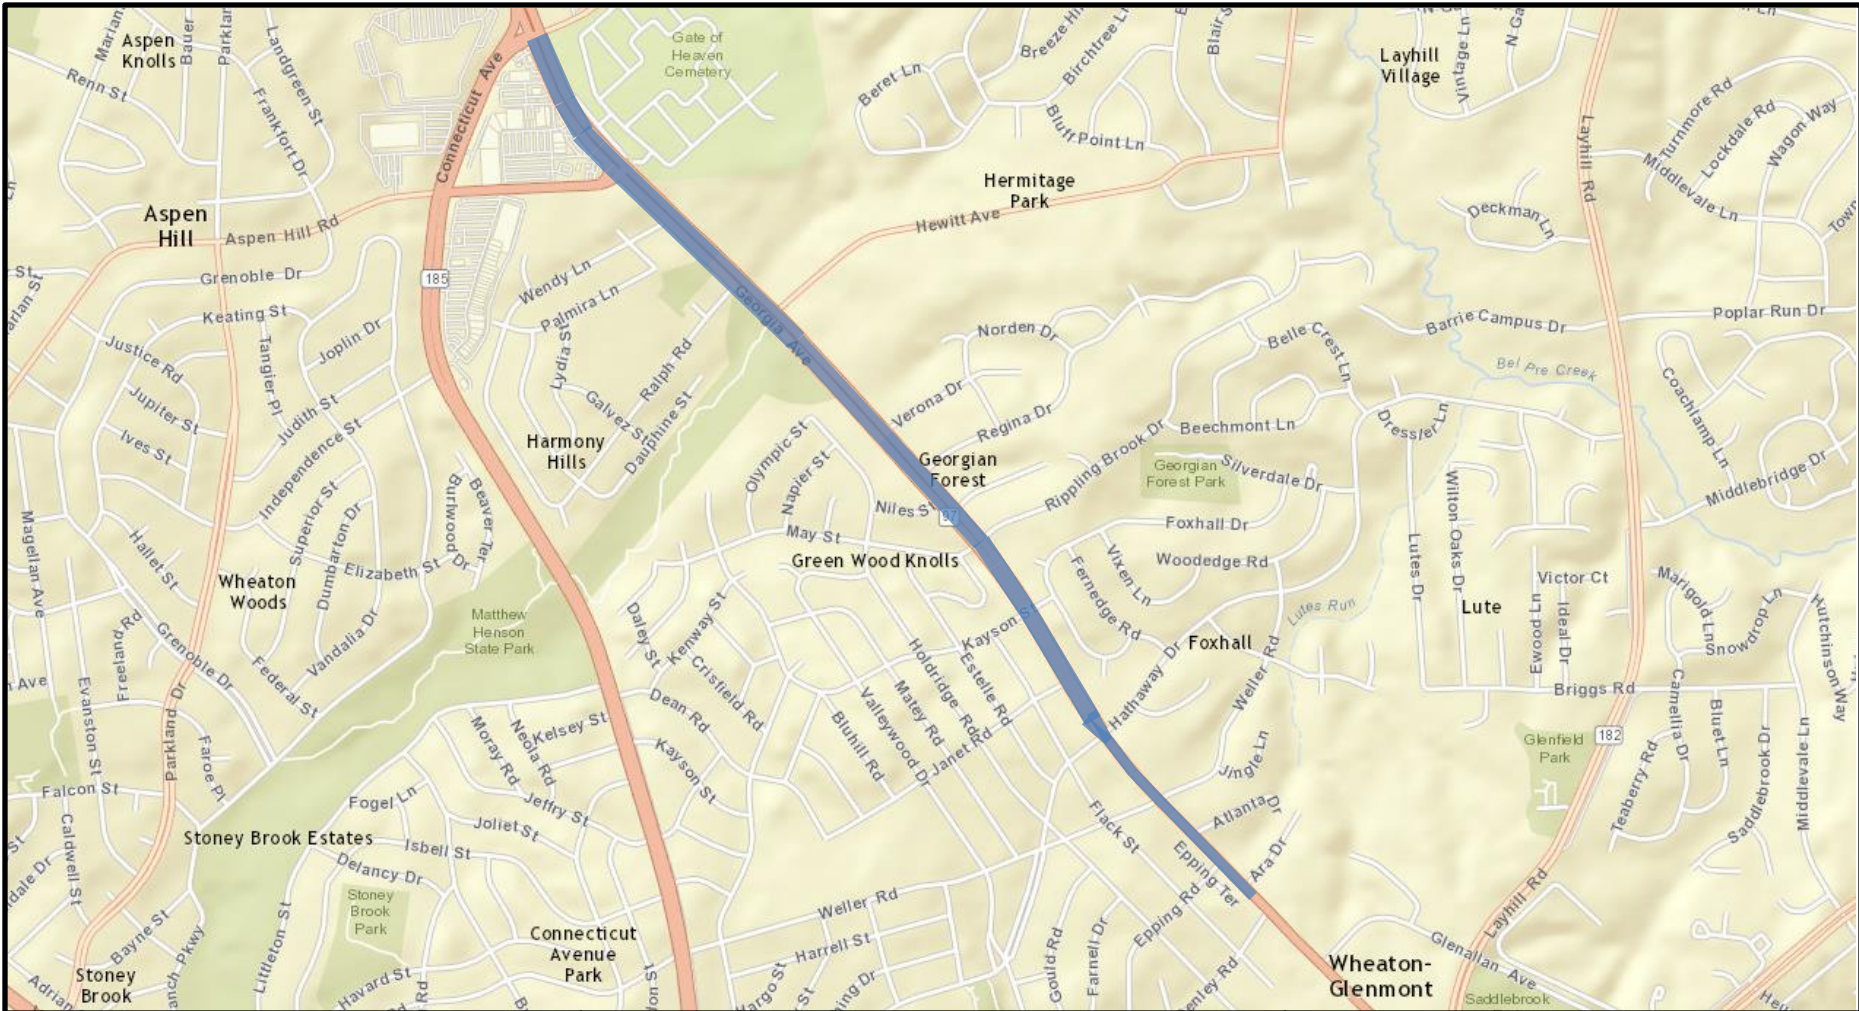 Aspen
Knolls
Bauer
Landgreen St
Renn St
Frankfort Dr
Connecticut Ave
Gate of
Heaven
Cemetery
Breeze
Birchtree
Blair
Beret Ln
Bluff Point Ln
Layhill
Village
N Ga
Layhill Rd
Turnmore Rd
Lockdale Rd
Wagon Way
Middlevale Ln
Hermitage
Park
Hewitt Ave
Deckman Ln
Aspen
Hill
Aspen Hill Rd
Grenoble Dr
185
Wendy Ln
Palmira Ln
Georgia Ave
Keating St
Joplin Dr
Tangier Pl
Justice Rd
Jupiter St
Ives St
Judith St
Independence St
Ralph Rd
Galvez St
Dauphine St
Harmony
Hills
Norden Dr
Verona Dr
Regina Dr
Belle Crest Ln
Barrie Campus Dr
Poplar Run Dr
Bel Pre Creek
Coachlamp Ln
Dressler Ln
Beechmont Ln
Rippling Brook Dr
Georgian
Forest Park
Silverdale Dr
Middlebridge Dr
Georgian
Forest
Olympic St
Napier St
Niles St
97
May St
Green Wood Knolls
Foxhall Dr
Woodedge Rd
Vixen Ln
Fernedge Rd
Wilton Oaks Dr
Lutes Dr
Lute
Lutes Run
Victor Ct
Ideal Dr
Ewood Ln
Marigold Ln
Snowdrop Ln
Hutchinson Way
Magellan Ave
Hallet St
Superior St
Dumbarton Dr
Burlwood Dr
Beaver Ter
Elizabeth St
Wheaton
Woods
Vandalia Dr
Freeland Rd
Grenoble Dr
Federal St
Matthew
Henson
State Park
Daley St
Kenway St
Crisfield Rd
Kayson St
Estelle Rd
Holdridge Rd
Matey Rd
Valleywood Dr
Bluhill Rd
Janet Rd
Foxhall
Hathaway Dr
Weller Rd
Briggs Rd
Camellia Dr
Bluet Ln
Saddlebrook Dr
Middlevale Ln
182
Glenfield
Park
Teaberry Rd
Evanston St
Parkland Dr
Faroe Pl
Falcon St
Caldwell St
Dean Rd
Kayson St
Kelsey St
Neola Rd
Moray Rd
Jeffry St
Fogel Ln
Joliet St
Isbell St
Delancy Dr
Stoney Brook Estates
Stoney
Brook
Park
Jingle Ln
Atlanta Dr
Ara Dr
Flack St
Epping Ter
Epping Rd
Weller Rd
Harrell St
Gould Rd
Farnell Dr
Connecticut
Avenue
Park
Littleton St
Havard St
Bayne St
Stoney
Brook
Adrian
Layhill Rd
Glenallan Ave
Wheaton-
Glenmont
Saddlebrook